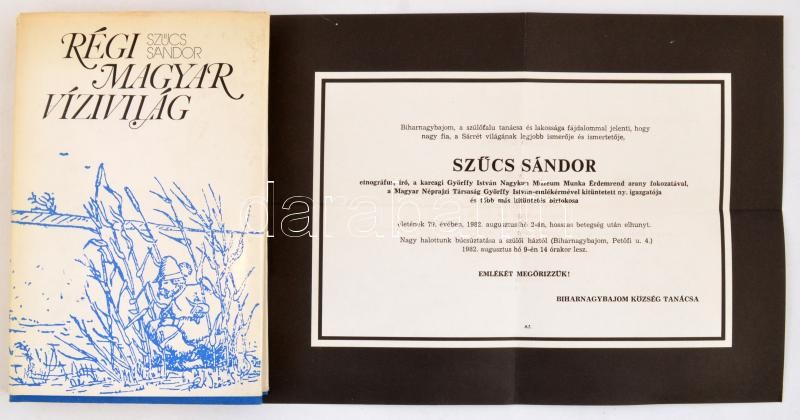 RÉGI
SZŰCS
SÁNDOR
MAGYAR
VÍZIVILÁG
Biharnagybajom, a szülőfalu tanácsa és lakossága fájdalommal jelenti, hogy
nagy fia, a Sárrét világának legjobb ismerője és ismertetője,
SZŰCS SÁNDOR
etnográfus, író, a karcagi Györffy István Nagykun Múzeum Munka Érdemrend arany fokozatával,
a Magyar Néprajzi Társaság Györffy István-emlékérmével kitüntetett ny. igazgatója
és több más kitüntetés birtokosa
életének 79. évében, 1982. augusztus hó 2-án, hosszas betegség után elhunyt.
Nagy halottunk búcsúztatása a szülői háztól (Biharnagybajom, Petőfi u. 4.)
1982. augusztus hó 9-én 14 órakor lesz.
EMLÉKÉT MEGŐRIZZÜK!
BIHARNAGYBAJOM KÖZSÉG TANÁCSA
darabanth